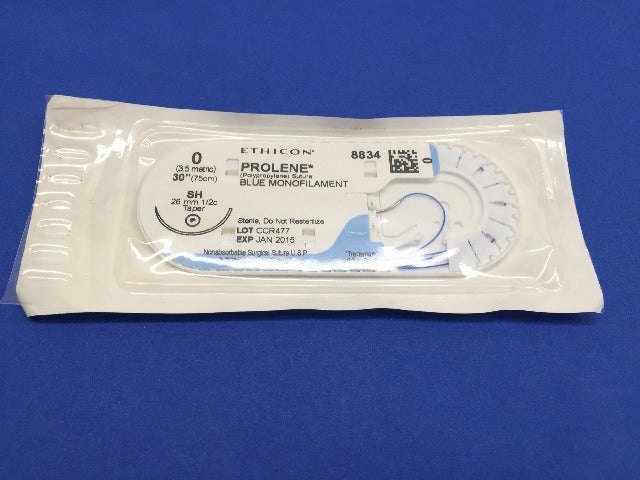 ETHICON®
0
(3.5 metric)
30" (75cm)
SH
26 mm 1/2c
Taper
PROLENE*
(Polypropylene) Suture
BLUE MONOFILAMENT
8834
0
Sterile, Do Not Resterilize
LOT CCR477
EXP JAN 2015
Nonabsorbable Surgical Suture U.S.P.
*Trademark